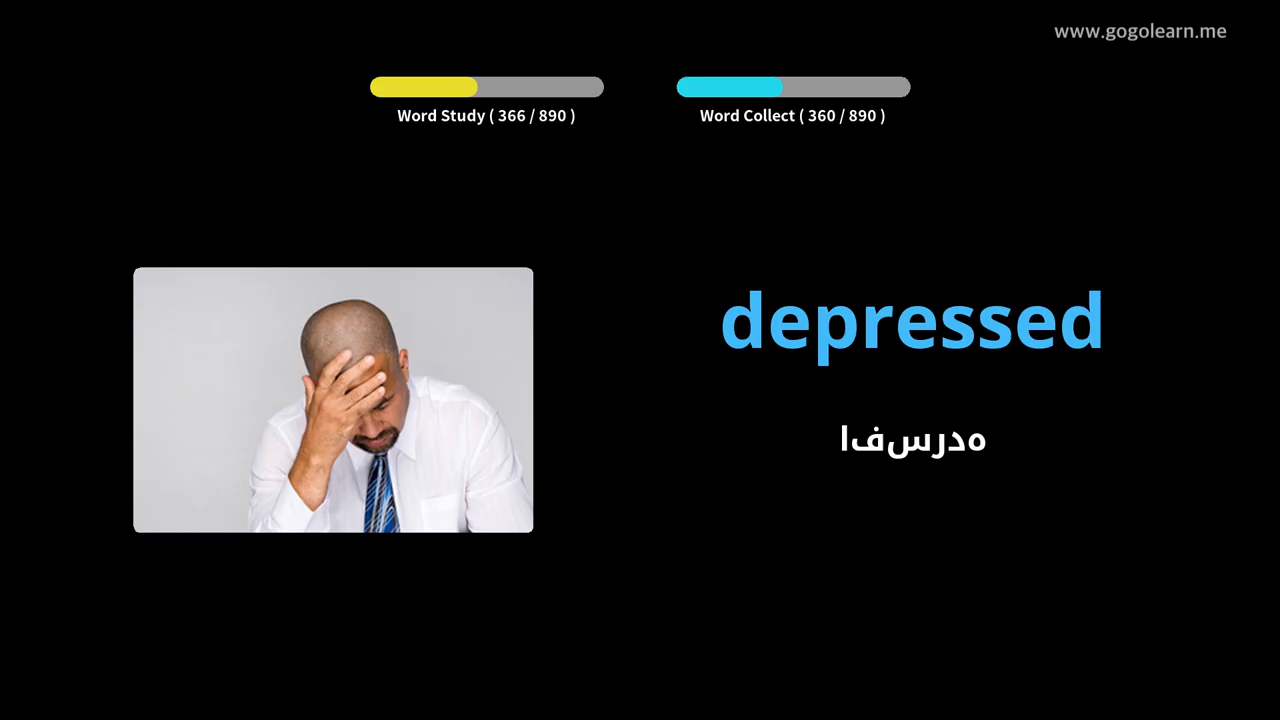 www.gogolearn.me
Word Study ( 366 / 890 )
Word Collect ( 360 / 890 )
depressed
افسرده